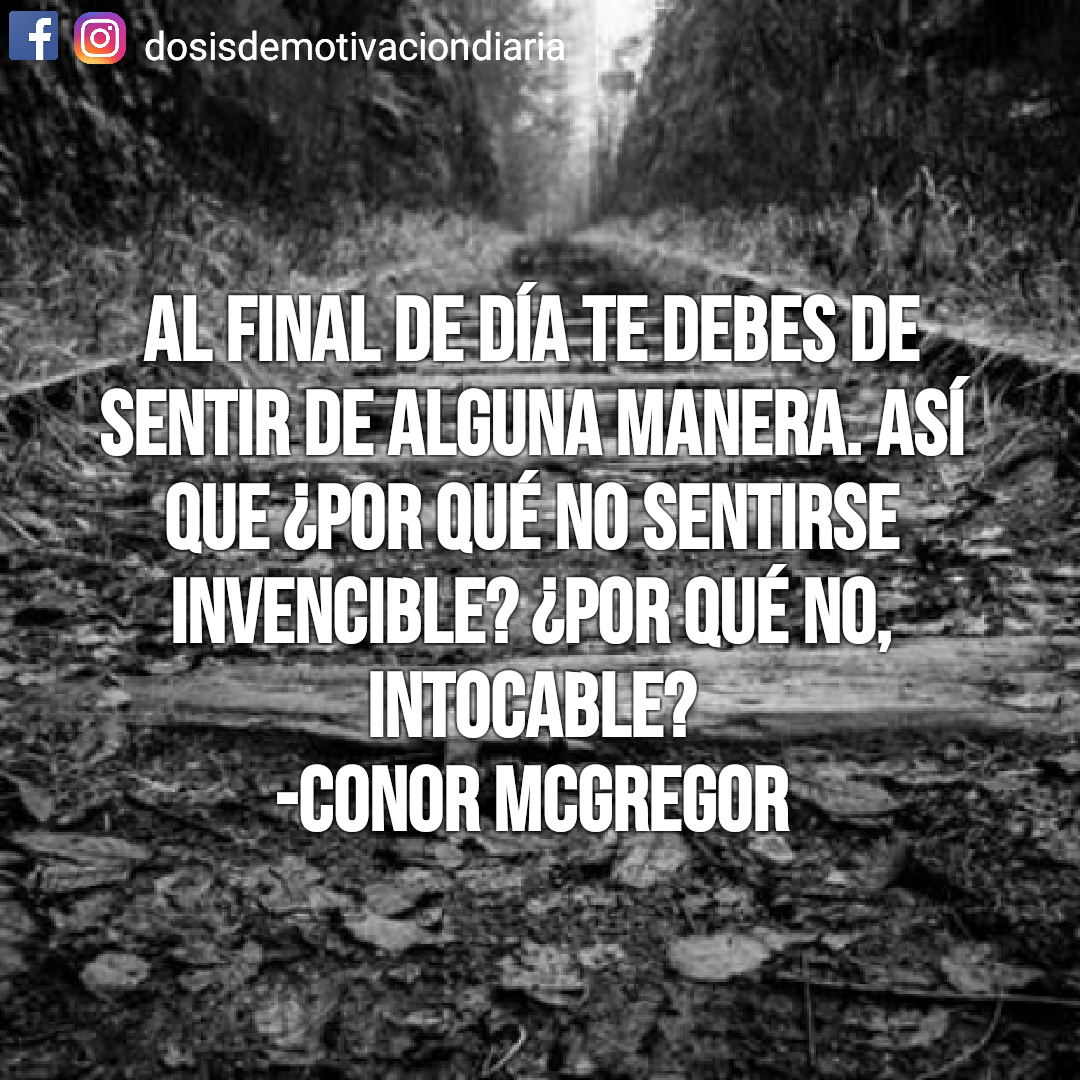 dosisdemotivaciondiaria
AL FINAL DE DÍA TE DEBES DE
SENTIR DE ALGUNA MANERA. ASÍ
QUE ¿POR QUÉ NO SENTIRSE
INVENCIBLE? ¿POR QUÉ NO,
INTOCABLE?
-CONOR MCGREGOR